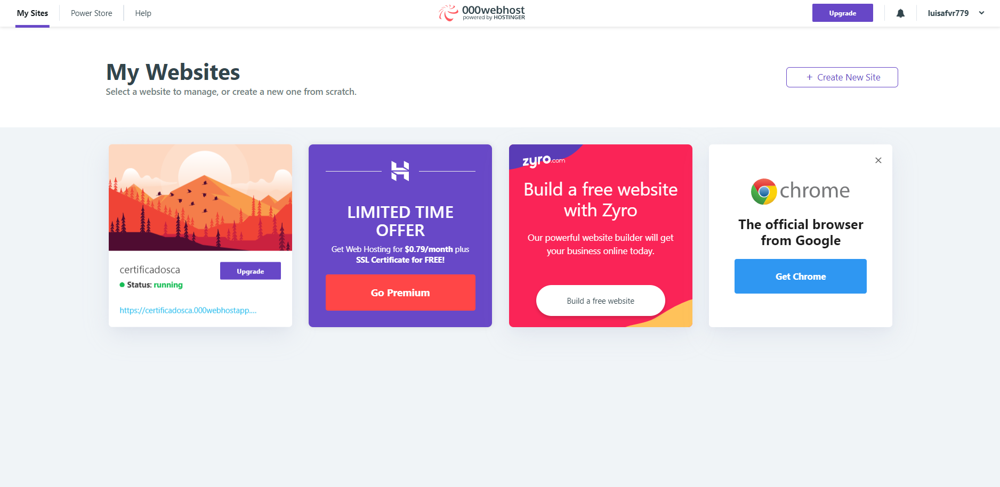 My Sites
Power Store
Help
000webhost
powered by HOSTINGER
Upgrade
luisafvr779
My Websites
Select a website to manage, or create a new one from scratch.
+ Create New Site
certificadosca
Upgrade
Status: running
https://certificadosca.000webhostapp....
LIMITED TIME
OFFER
Get Web Hosting for $0.79/month plus
SSL Certificate for FREE!
Go Premium
zyro.com
Build a free website
with Zyro
Our powerful website builder will get
your business online today.
Build a free website
chrome
The official browser
from Google
Get Chrome